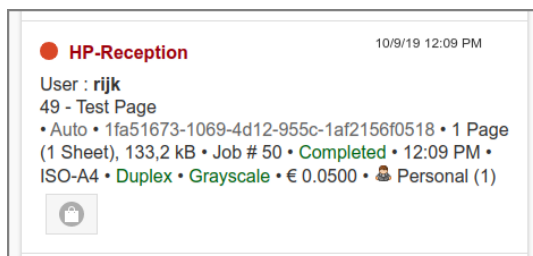 HP-Reception
10/9/19 12:09 PM
User : rijk
49 - Test Page
• Auto • 1fa51673-1069-4d12-955c-1af2156f0518 • 1 Page
(1 Sheet), 133,2 kB • Job # 50 • Completed • 12:09 PM •
ISO-A4 • Duplex • Grayscale • € 0.0500 • Personal (1)